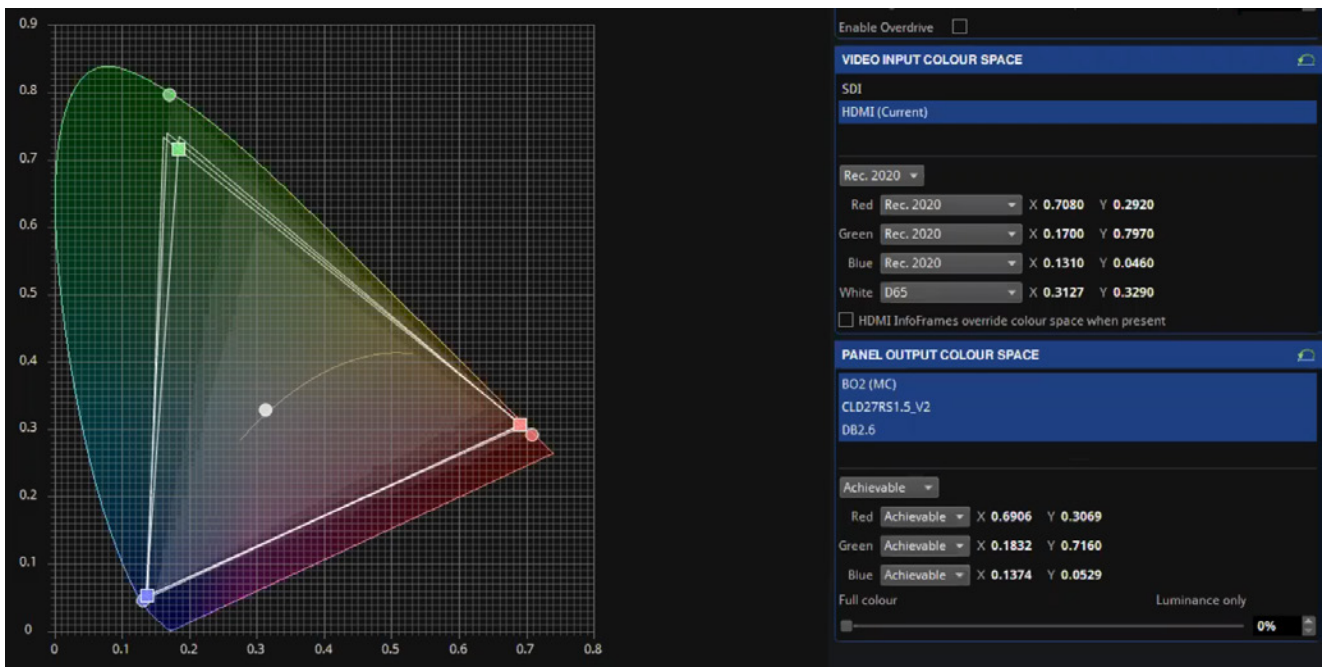 Enable Overdrive
VIDEO INPUT COLOUR SPACE
SDI
HDMI (Current)
Rec. 2020
Red Rec. 2020 X 0.7080 Y 0.2920
Green Rec. 2020 X 0.1700 Y 0.7970
Blue Rec. 2020 X 0.1310 Y 0.0460
White D65 X 0.3127 Y 0.3290
HDMI InfoFrames override colour space when present
PANEL OUTPUT COLOUR SPACE
BO2 (MC)
CLD27RS1.5_V2
DB2.6
Achievable
Red Achievable X 0.6906 Y 0.3069
Green Achievable X 0.1832 Y 0.7160
Blue Achievable X 0.1374 Y 0.0529
Full colour Luminance only
0%
0.9
0.8
0.7
0.6
0.5
0.4
0.3
0.2
0.1
0
0 0.1 0.2 0.3 0.4 0.5 0.6 0.7 0.8